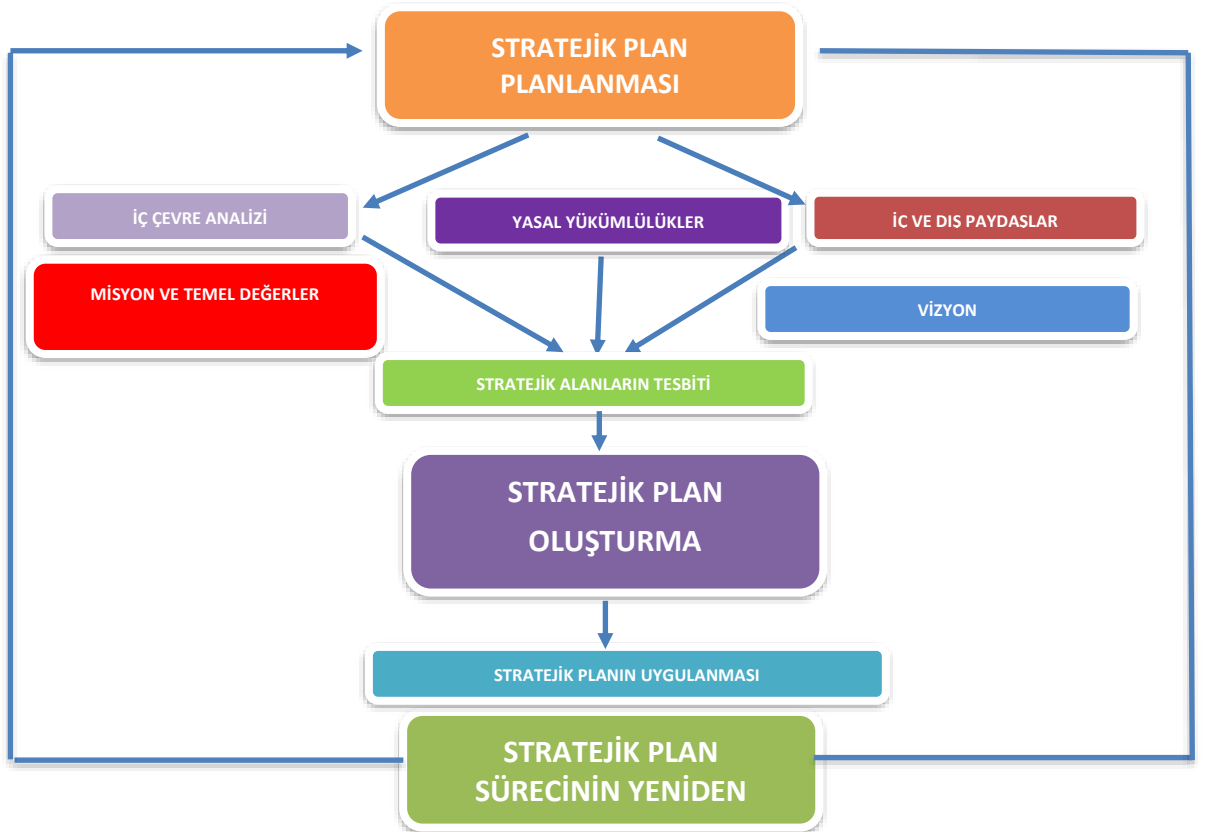 STRATEJİK PLAN
PLANLANMASI
İÇ ÇEVRE ANALİZİ
YASAL YÜKÜMLÜLÜKLER
İÇ VE DIŞ PAYDAŞLAR
MİSYON VE TEMEL DEĞERLER
VİZYON
STRATEJİK ALANLARIN TESBİTİ
STRATEJİK PLAN
OLUŞTURMA
STRATEJİK PLANIN UYGULANMASI
STRATEJİK PLAN
SÜRECİNİN YENİDEN